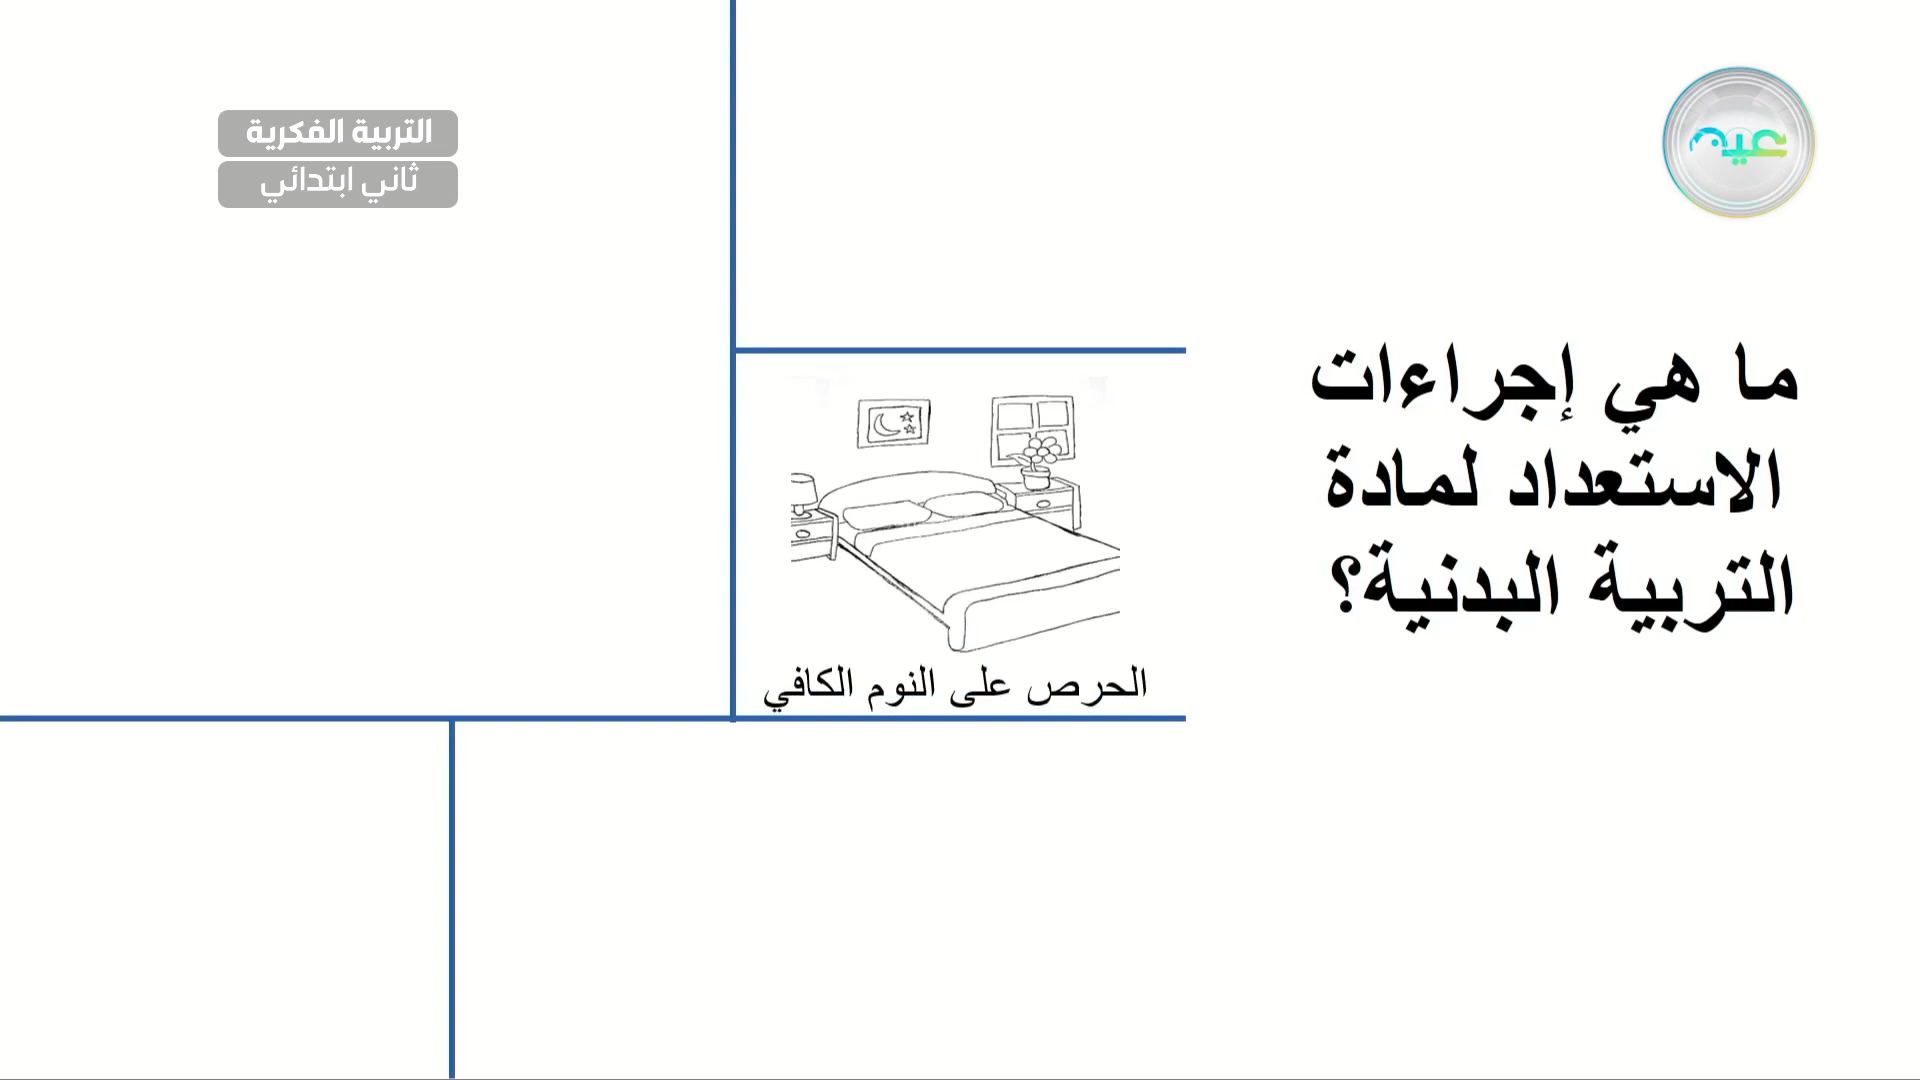 عين
التربية الفكرية
ثاني ابتدائي
ما هي إجراءات
الاستعداد لمادة
التربية البدنية؟
الحرص على النوم الكافي